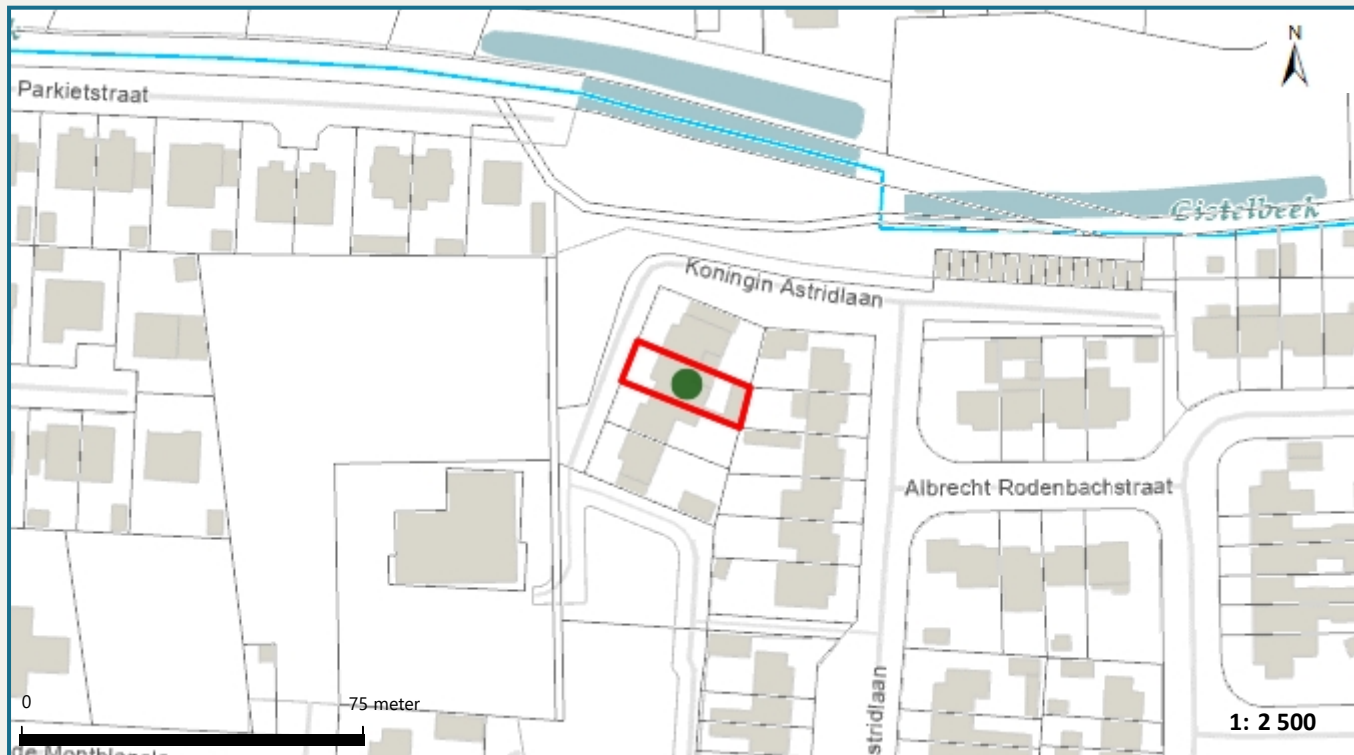 N
Parkietstraat
Gistelbeek
Koningin Astridlaan
Albrecht Rodenbachstraat
stridlaan
0
75 meter
1: 2 500